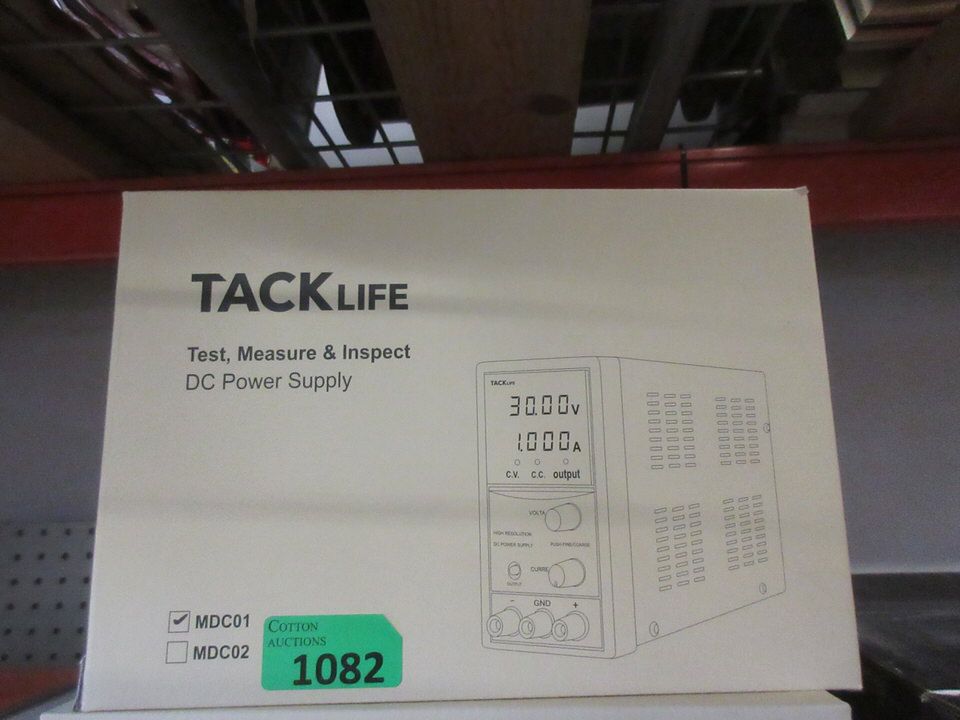 TACKLIFE
Test, Measure & Inspect
DC Power Supply
TACKLIFE
30.00V
1.000A
C.V. C.C. output
VOLTA
HIGH RESOLUTION
DC POWER SUPPLY PUSH FINE/COARSE
CURRE
OUTPUT
- GND +
MDC01
MDC02
COTTON
AUCTIONS
1082